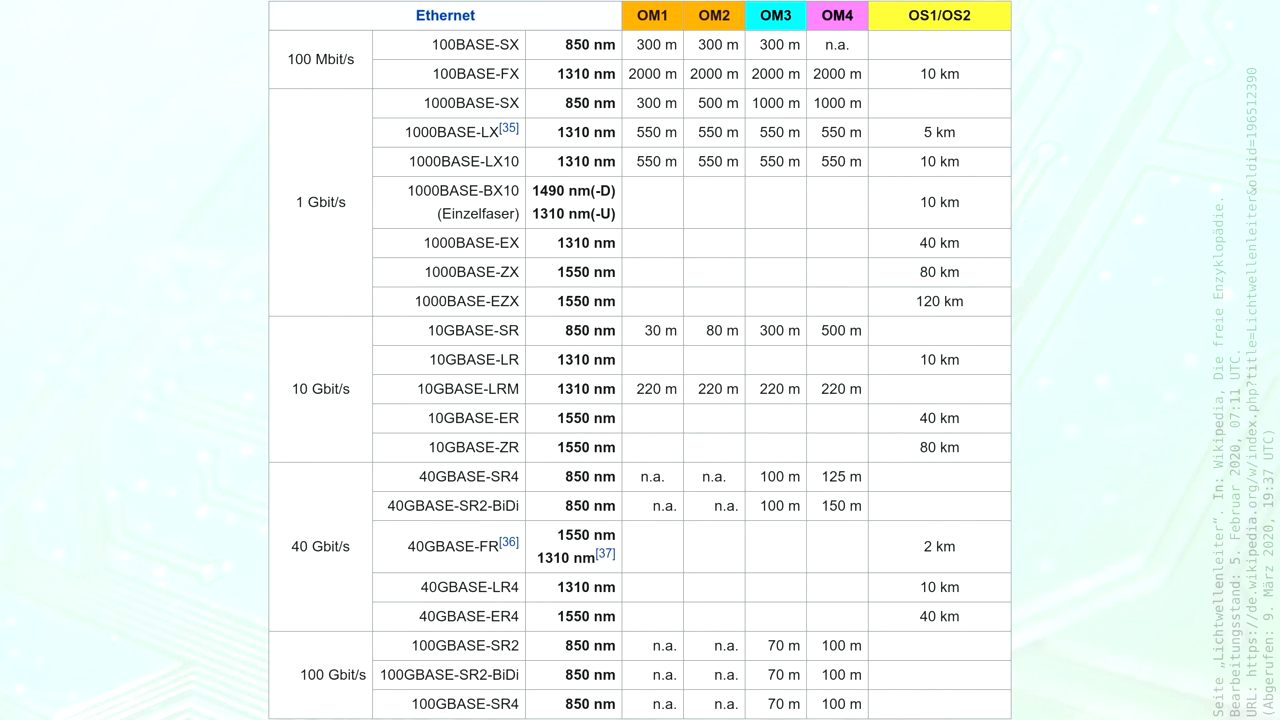 Ethernet OM1 OM2 OM3 OM4 OS1/OS2
100 Mbit/s
100BASE-SX 850 nm 300 m 300 m 300 m n.a.
100BASE-FX 1310 nm 2000 m 2000 m 2000 m 2000 m 10 km
1 Gbit/s
1000BASE-SX 850 nm 300 m 500 m 1000 m 1000 m
1000BASE-LX[35] 1310 nm 550 m 550 m 550 m 550 m 5 km
1000BASE-LX10 1310 nm 550 m 550 m 550 m 550 m 10 km
1000BASE-BX10 1490 nm(-D)
(Einzelfaser) 1310 nm(-U) 10 km
1000BASE-EX 1310 nm 40 km
1000BASE-ZX 1550 nm 80 km
1000BASE-EZX 1550 nm 120 km
10 Gbit/s
10GBASE-SR 850 nm 30 m 80 m 300 m 500 m
10GBASE-LR 1310 nm 10 km
10GBASE-LRM 1310 nm 220 m 220 m 220 m 220 m
10GBASE-ER 1550 nm 40 km
10GBASE-ZR 1550 nm 80 km
40 Gbit/s
40GBASE-SR4 850 nm n.a. n.a. 100 m 125 m
40GBASE-SR2-BiDi 850 nm n.a. n.a. 100 m 150 m
40GBASE-FR[36] 1550 nm
1310 nm[37] 2 km
40GBASE-LR4 1310 nm 10 km
40GBASE-ER4 1550 nm 40 km
100 Gbit/s
100GBASE-SR2 850 nm n.a. n.a. 70 m 100 m
100GBASE-SR2-BiDi 850 nm n.a. n.a. 70 m 100 m
100GBASE-SR4 850 nm n.a. n.a. 70 m 100 m
Seite „Lichtwellenleiter". In: Wikipedia, Die freie Enzyklopädie.
Bearbeitungsstand: 5. Februar 2020, 07:11 UTC.
URL: https://de.wikipedia.org/w/index.php?title=Lichtwellenleiter&oldid=196512390
(Abgerufen: 9. März 2020, 19:37 UTC)